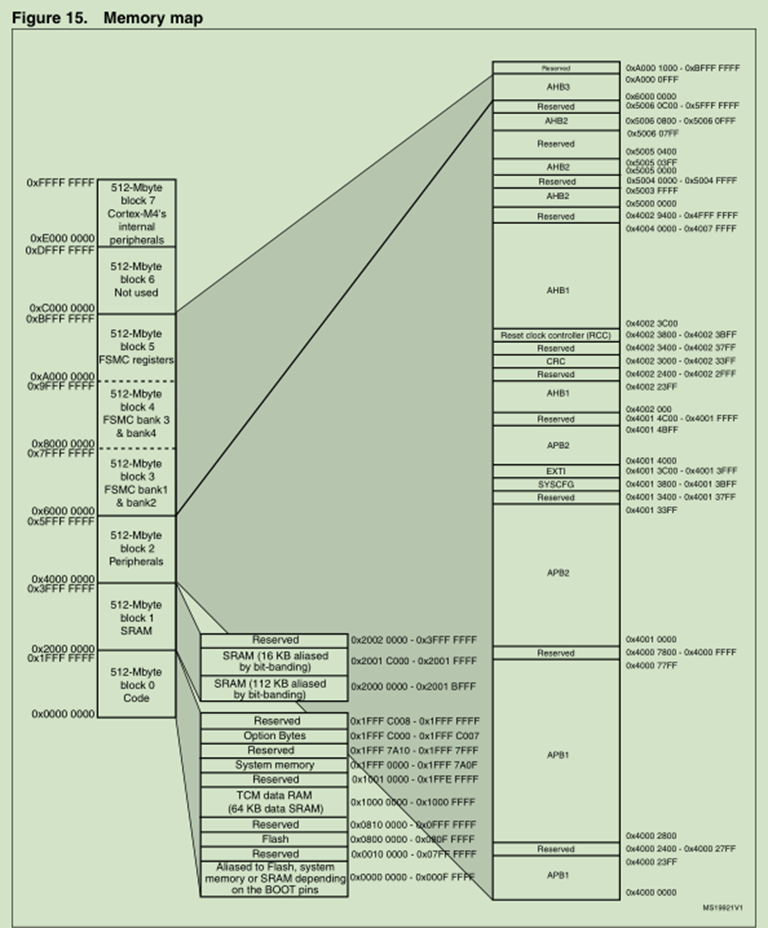 Figure 15. Memory map
0xFFFF FFFF
512-Mbyte
block 7
Cortex-M4's
internal
peripherals
0xE000 0000
0xDFFF FFFF
512-Mbyte
block 6
Not used
0xC000 0000
0xBFFF FFFF
512-Mbyte
block 5
FSMC registers
0xA000 0000
0x9FFF FFFF
512-Mbyte
block 4
FSMC bank 3
& bank4
0x8000 0000
0x7FFF FFFF
512-Mbyte
block 3
FSMC bank1
& bank2
0x6000 0000
0x5FFF FFFF
512-Mbyte
block 2
Peripherals
0x4000 0000
0x3FFF FFFF
512-Mbyte
block 1
SRAM
0x2000 0000
0x1FFF FFFF
512-Mbyte
block 0
Code
0x0000 0000
Reserved 0x2002 0000 - 0x3FFF FFFF
SRAM (16 KB aliased
by bit-banding)
0x2001 C000 - 0x2001 FFFF
SRAM (112 KB aliased
by bit-banding)
0x2000 0000 - 0x2001 BFFF
Reserved 0x1FFF C008 - 0x1FFF FFFF
Option Bytes 0x1FFF C000 - 0x1FFF C007
Reserved 0x1FFF 7A10 - 0x1FFF 7FFF
System memory 0x1FFF 0000 - 0x1FFF 7A0F
Reserved 0x1001 0000 - 0x1FFE FFFF
TCM data RAM
(64 KB data SRAM)
0x1000 0000 - 0x1000 FFFF
Reserved 0x0810 0000 - 0x0FFF FFFF
Flash 0x0800 0000 - 0x080F FFFF
Reserved 0x0010 0000 - 0x07FF FFFF
Aliased to Flash, system
memory or SRAM depending
on the BOOT pins
0x0000 0000 - 0x000F FFFF
Reserved 0xA000 1000 - 0xBFFF FFFF
0xA000 0FFF
AHB3
0x6000 0000
Reserved 0x5006 0C00 - 0x5FFF FFFF
AHB2 0x5006 0800 - 0x5006 0FFF
0x5006 07FF
Reserved
0x5005 0400
0x5005 03FF
AHB2
0x5005 0000
Reserved 0x5004 0000 - 0x5004 FFFF
0x5003 FFFF
AHB2
0x5000 0000
Reserved 0x4002 9400 - 0x4FFF FFFF
0x4004 0000 - 0x4007 FFFF
AHB1
0x4002 3C00
Reset clock controller (RCC) 0x4002 3800 - 0x4002 3BFF
Reserved 0x4002 3400 - 0x4002 37FF
CRC 0x4002 3000 - 0x4002 33FF
Reserved 0x4002 2400 - 0x4002 2FFF
0x4002 23FF
AHB1
0x4002 000
Reserved 0x4001 4C00 - 0x4001 FFFF
0x4001 4BFF
APB2
0x4001 4000
EXTI 0x4001 3C00 - 0x4001 3FFF
SYSCFG 0x4001 3800 - 0x4001 3BFF
Reserved 0x4001 3400 - 0x4001 37FF
0x4001 33FF
APB2
0x4001 0000
Reserved 0x4000 7800 - 0x4000 FFFF
0x4000 77FF
APB1
0x4000 2800
Reserved 0x4000 2400 - 0x4000 27FF
0x4000 23FF
APB1
0x4000 0000
MS19921V1